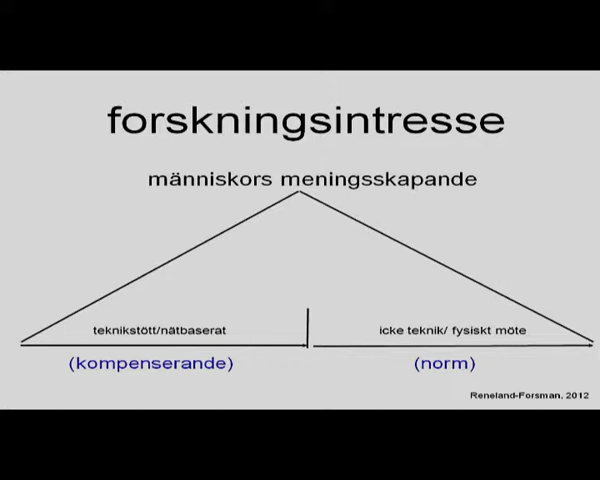 forskningsintresse
människors meningsskapande
teknikstött/nätbaserat
icke teknik/ fysiskt möte
(kompenserande)
(norm)
Reneland-Forsman, 2012